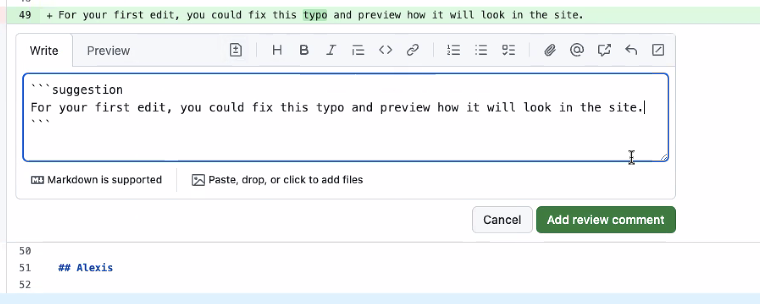 49 + For your first edit, you could fix this typo and preview how it will look in the site.
Write Preview
```suggestion
For your first edit, you could fix this typo and preview how it will look in the site.
```
Markdown is supported Paste, drop, or click to add files
Cancel Add review comment
50
51 ## Alexis
52